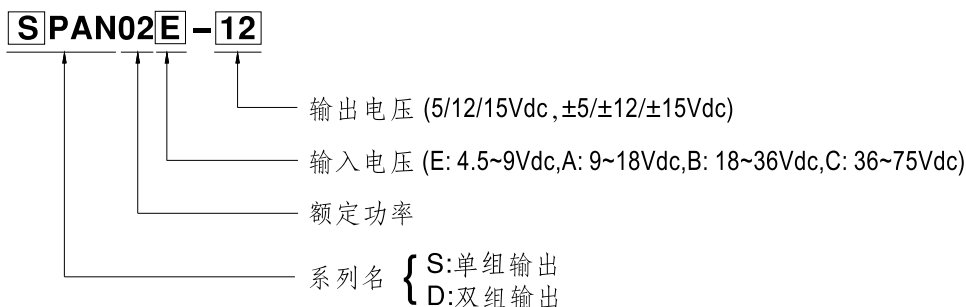 SPAN02E-12
输出电压 (5/12/15Vdc,±5/±12/±15Vdc)
输入电压 (E: 4.5~9Vdc,A: 9~18Vdc,B: 18~36Vdc,C: 36~75Vdc)
额定功率
系列名 { S:单组输出
D:双组输出